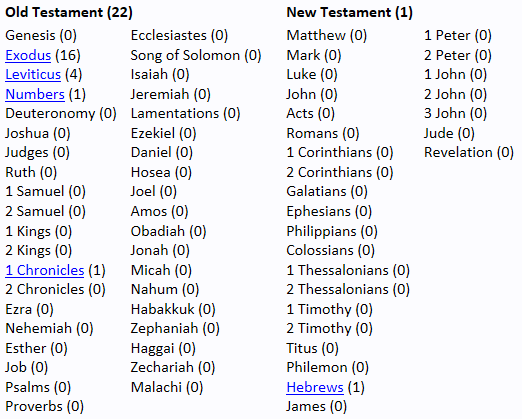 Old Testament (22)
Genesis (0)
Exodus (16)
Leviticus (4)
Numbers (1)
Deuteronomy (0)
Joshua (0)
Judges (0)
Ruth (0)
1 Samuel (0)
2 Samuel (0)
1 Kings (0)
2 Kings (0)
1 Chronicles (1)
2 Chronicles (0)
Ezra (0)
Nehemiah (0)
Esther (0)
Job (0)
Psalms (0)
Proverbs (0)
Ecclesiastes (0)
Song of Solomon (0)
Isaiah (0)
Jeremiah (0)
Lamentations (0)
Ezekiel (0)
Daniel (0)
Hosea (0)
Joel (0)
Amos (0)
Obadiah (0)
Jonah (0)
Micah (0)
Nahum (0)
Habakkuk (0)
Zephaniah (0)
Haggai (0)
Zechariah (0)
Malachi (0)
New Testament (1)
Matthew (0)
Mark (0)
Luke (0)
John (0)
Acts (0)
Romans (0)
1 Corinthians (0)
2 Corinthians (0)
Galatians (0)
Ephesians (0)
Philippians (0)
Colossians (0)
1 Thessalonians (0)
2 Thessalonians (0)
1 Timothy (0)
2 Timothy (0)
Titus (0)
Philemon (0)
Hebrews (1)
James (0)
1 Peter (0)
2 Peter (0)
1 John (0)
2 John (0)
3 John (0)
Jude (0)
Revelation (0)